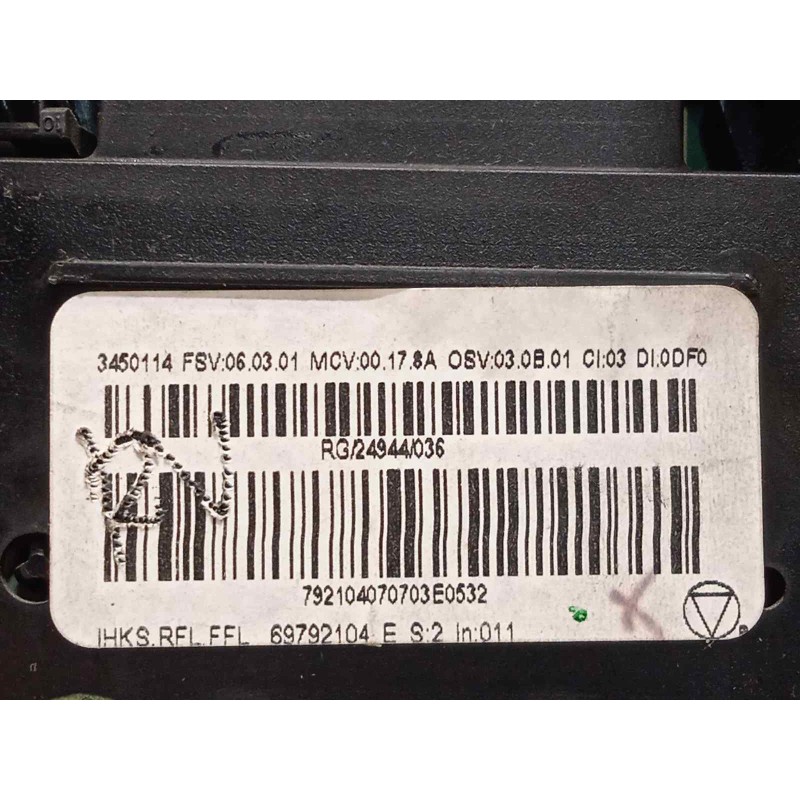 3450114 FSV:06.03.01 MCV:00.17.8A OSV:03.0B.01 CI:03 DI:0DF0
RG/24944/036
792104070703E0532
IHKS.RFL.FFL 69792104 E S:2 In:011